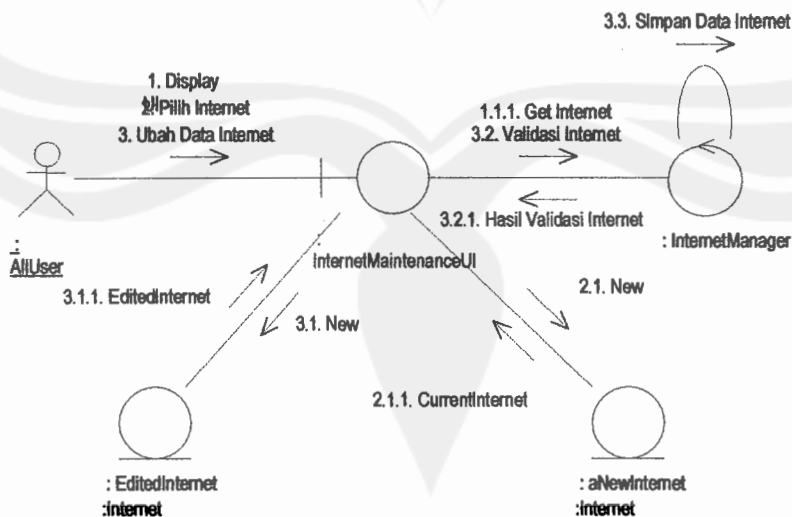 3.3. Simpan Data Internet
1. Display
All
2. Pilih Internet
3. Ubah Data Internet
1.1.1. Get Internet
3.2. Validasi Internet
3.2.1. Hasil Validasi Internet
: InternetManager
:
AllUser
:
InternetMaintenanceUI
3.1.1. EditedInternet
3.1. New
2.1. New
2.1.1. CurrentInternet
: EditedInternet
:internet
: aNewInternet
:internet